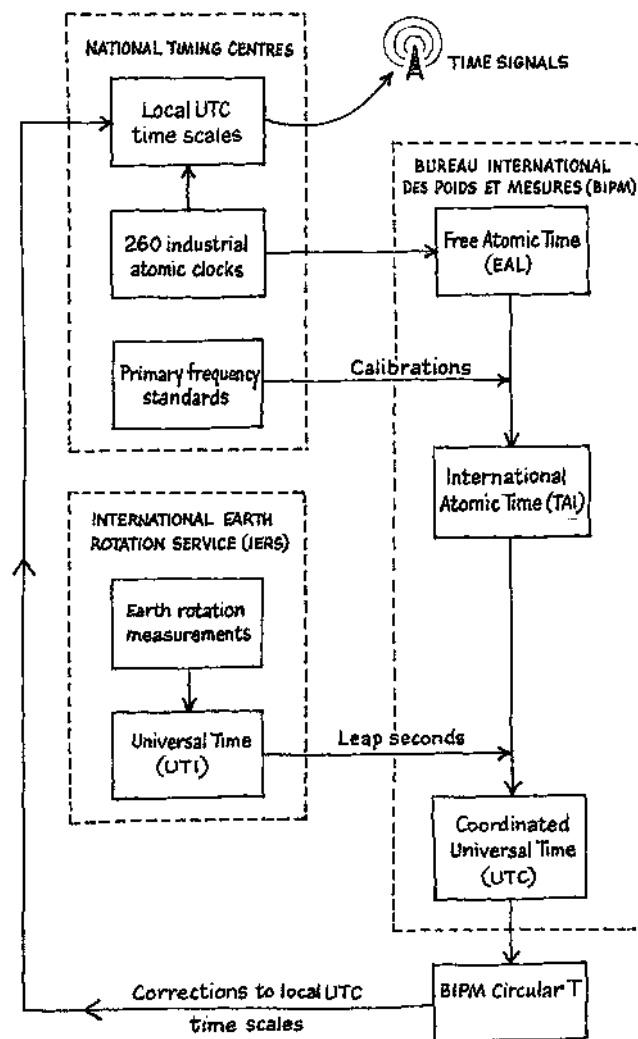 NATIONAL TIMING CENTRES
TIME SIGNALS
Local UTC
time scales
260 industrial
atomic clocks
Primary frequency
standards
BUREAU INTERNATIONAL
DES POIDS ET MESURES (BIPM)
Free Atomic Time
(EAL)
Calibrations
International
Atomic Time (TAI)
INTERNATIONAL EARTH
ROTATION SERVICE (IERS)
Earth rotation
measurements
Universal Time
(UT1)
Leap seconds
Coordinated
Universal Time
(UTC)
BIPM Circular T
Corrections to local UTC
time scales